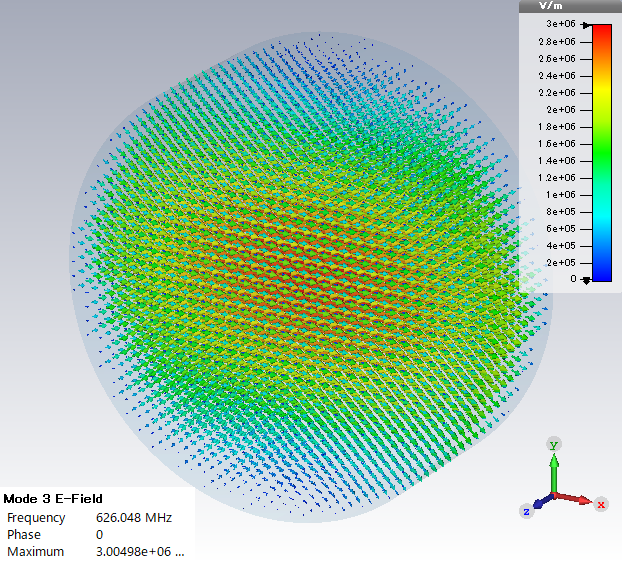 V/m
3e+06
2.8e+06
2.6e+06
2.4e+06
2.2e+06
2e+06
1.8e+06
1.6e+06
1.4e+06
1.2e+06
1e+06
8e+05
6e+05
4e+05
2e+05
0
y
x
z
Mode 3 E-Field
Frequency 626.048 MHz
Phase 0
Maximum 3.00498e+06 ...